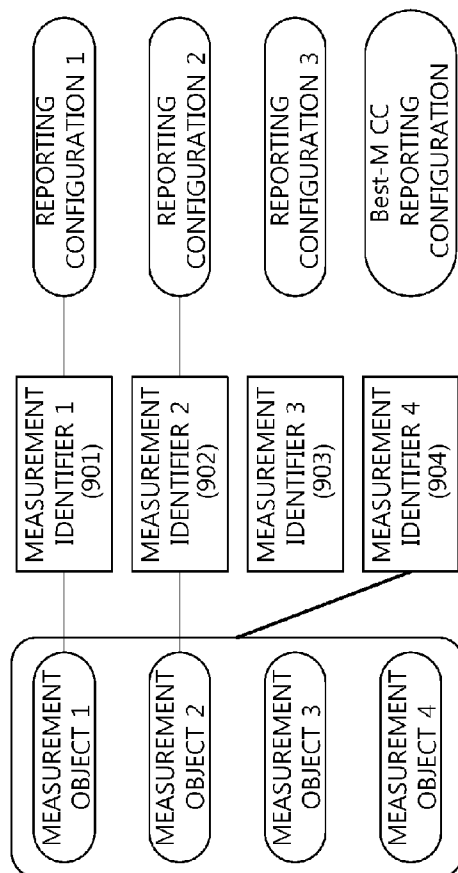 MEASUREMENT
OBJECT 1
MEASUREMENT
OBJECT 2
MEASUREMENT
OBJECT 3
MEASUREMENT
OBJECT 4
MEASUREMENT
IDENTIFIER 1
(901)
MEASUREMENT
IDENTIFIER 2
(902)
MEASUREMENT
IDENTIFIER 3
(903)
MEASUREMENT
IDENTIFIER 4
(904)
REPORTING
CONFIGURATION 1
REPORTING
CONFIGURATION 2
REPORTING
CONFIGURATION 3
Best-M CC
REPORTING
CONFIGURATION